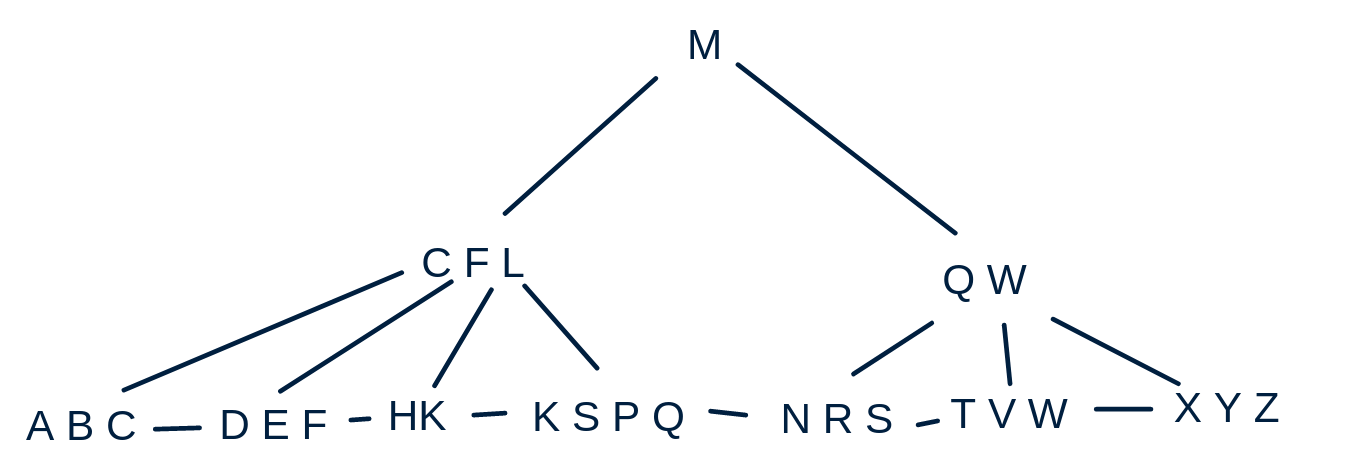 M
C F L
Q W
A B C
D E F
HK
K S P Q
N R S
T V W
X Y Z